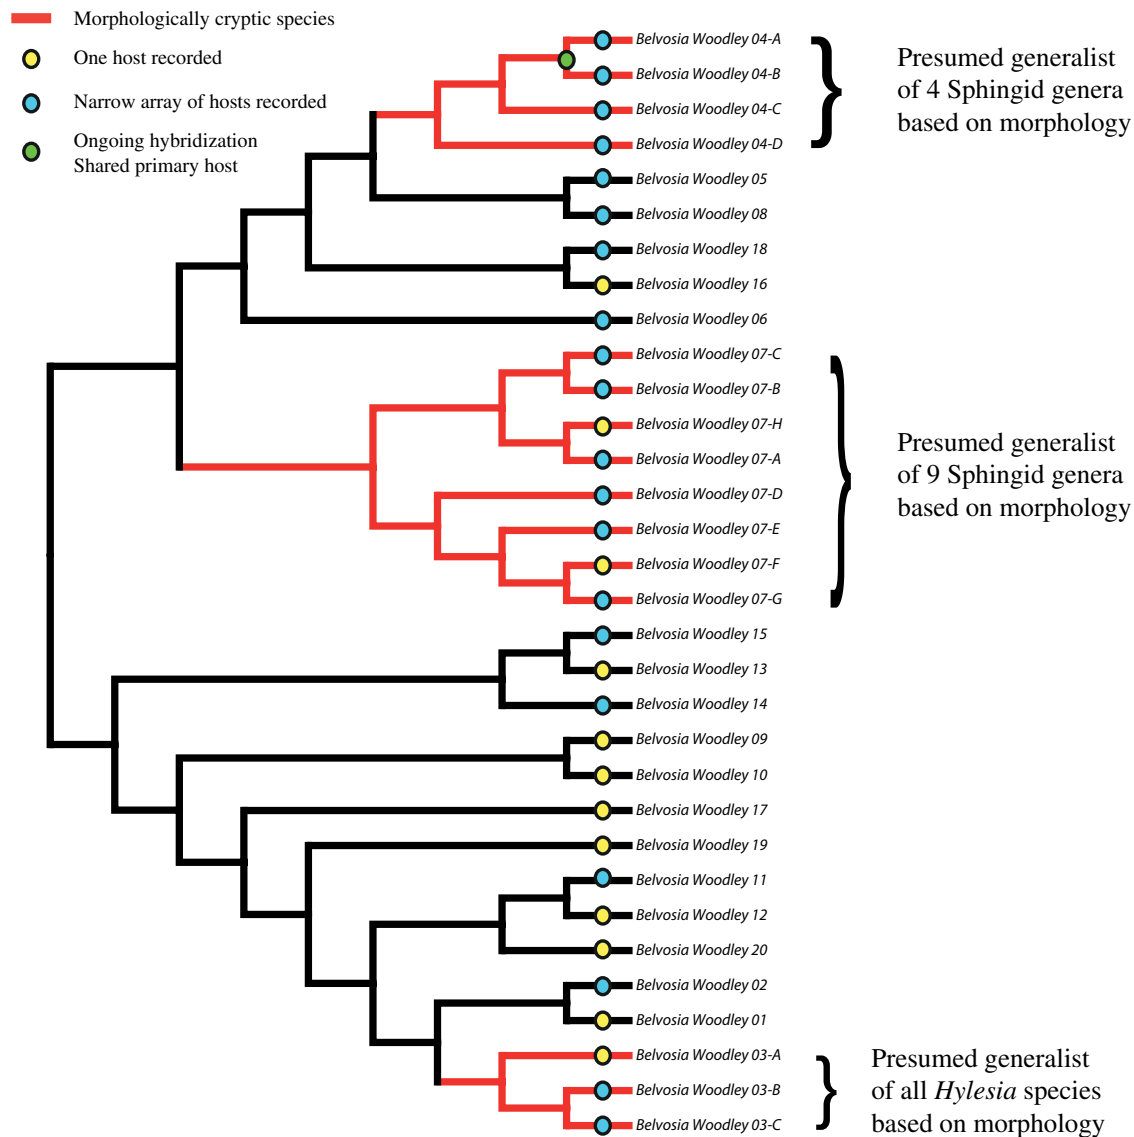 Morphologically cryptic species
One host recorded
Narrow array of hosts recorded
Ongoing hybridization
Shared primary host
Belvosia Woodley 04-A
Belvosia Woodley 04-B
Belvosia Woodley 04-C
Belvosia Woodley 04-D
Presumed generalist
of 4 Sphingid genera
based on morphology
Belvosia Woodley 05
Belvosia Woodley 08
Belvosia Woodley 18
Belvosia Woodley 16
Belvosia Woodley 06
Belvosia Woodley 07-C
Belvosia Woodley 07-B
Belvosia Woodley 07-H
Belvosia Woodley 07-A
Belvosia Woodley 07-D
Belvosia Woodley 07-E
Belvosia Woodley 07-F
Belvosia Woodley 07-G
Presumed generalist
of 9 Sphingid genera
based on morphology
Belvosia Woodley 15
Belvosia Woodley 13
Belvosia Woodley 14
Belvosia Woodley 09
Belvosia Woodley 10
Belvosia Woodley 17
Belvosia Woodley 19
Belvosia Woodley 11
Belvosia Woodley 12
Belvosia Woodley 20
Belvosia Woodley 02
Belvosia Woodley 01
Belvosia Woodley 03-A
Belvosia Woodley 03-B
Belvosia Woodley 03-C
Presumed generalist
of all Hylesia species
based on morphology